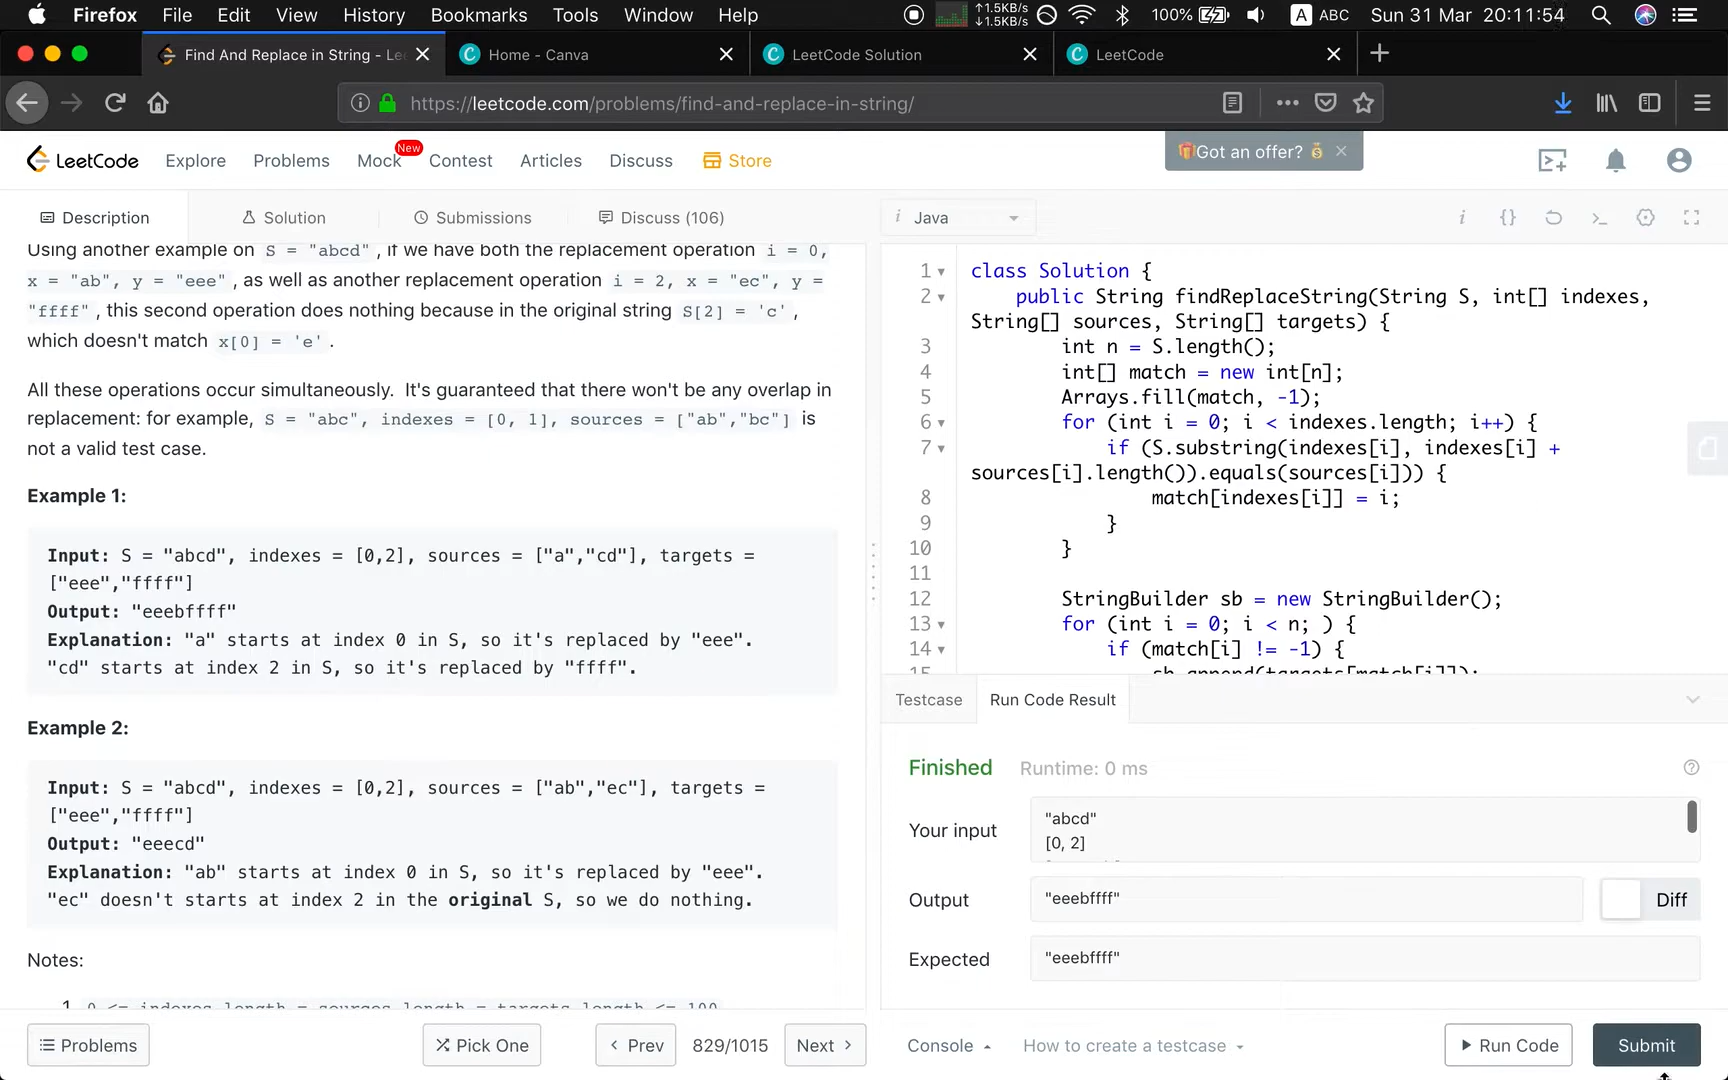 Firefox File Edit View History Bookmarks Tools Window Help ↑1.5KB/s ↓1.5KB/s 100% A ABC Sun 31 Mar 20:11:54
Find And Replace in String - Le
Home - Canva
LeetCode Solution
LeetCode
https://leetcode.com/problems/find-and-replace-in-string/
LeetCode Explore Problems Mock New Contest Articles Discuss Store
Got an offer?
Description Solution Submissions Discuss (106)
Using another example on S = "abcd", if we have both the replacement operation i = 0,
x = "ab", y = "eee", as well as another replacement operation i = 2, x = "ec", y =
"ffff", this second operation does nothing because in the original string S[2] = 'c',
which doesn't match x[0] = 'e'.
All these operations occur simultaneously. It's guaranteed that there won't be any overlap in
replacement: for example, S = "abc", indexes = [0, 1], sources = ["ab","bc"] is
not a valid test case.
Example 1:
Input: S = "abcd", indexes = [0,2], sources = ["a","cd"], targets =
["eee","ffff"]
Output: "eeebffff"
Explanation: "a" starts at index 0 in S, so it's replaced by "eee".
"cd" starts at index 2 in S, so it's replaced by "ffff".
Example 2:
Input: S = "abcd", indexes = [0,2], sources = ["ab","ec"], targets =
["eee","ffff"]
Output: "eeecd"
Explanation: "ab" starts at index 0 in S, so it's replaced by "eee".
"ec" doesn't starts at index 2 in the original S, so we do nothing.
Notes:
1 0 <= indexes.length = sources.length = targets.length <= 100
Problems Pick One Prev 829/1015 Next
i Java i {}
1 class Solution {
2 public String findReplaceString(String S, int[] indexes,
String[] sources, String[] targets) {
3 int n = S.length();
4 int[] match = new int[n];
5 Arrays.fill(match, -1);
6 for (int i = 0; i < indexes.length; i++) {
7 if (S.substring(indexes[i], indexes[i] +
sources[i].length()).equals(sources[i])) {
8 match[indexes[i]] = i;
9 }
10 }
11
12 StringBuilder sb = new StringBuilder();
13 for (int i = 0; i < n; ) {
14 if (match[i] != -1) {
15 sb.append(targets[match[i]]);
Testcase Run Code Result
Finished Runtime: 0 ms
Your input
"abcd"
[0, 2]
Output "eeebffff" Diff
Expected "eeebffff"
Console How to create a testcase Run Code Submit